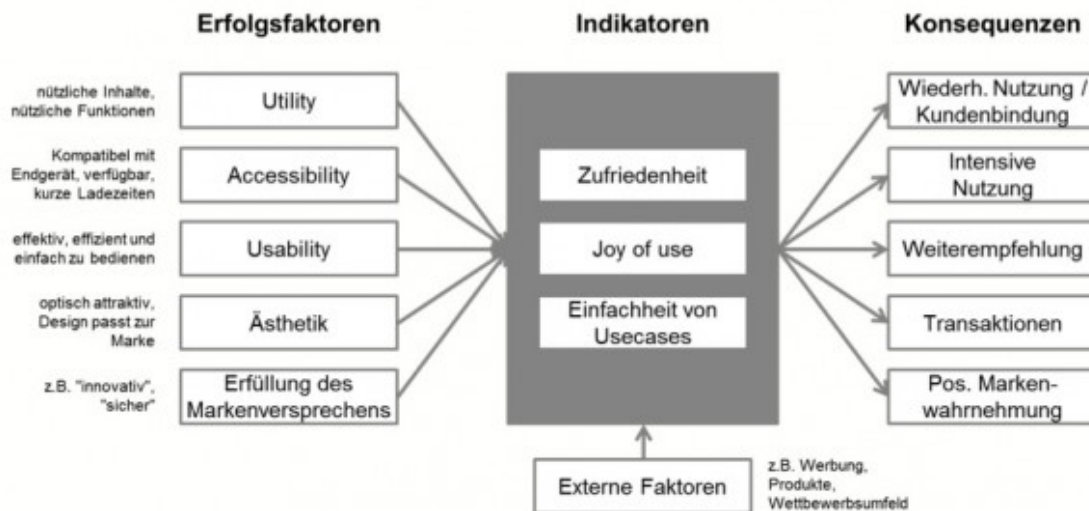 Erfolgsfaktoren
Indikatoren
Konsequenzen
nützliche Inhalte,
nützliche Funktionen
Utility
Kompatibel mit
Endgerät, verfügbar,
kurze Ladezeiten
Accessibility
effektiv, effizient und
einfach zu bedienen
Usability
optisch attraktiv,
Design passt zur
Marke
Ästhetik
z.B. "innovativ",
"sicher"
Erfüllung des
Markenversprechens
Zufriedenheit
Joy of use
Einfachheit von
Usecases
Externe Faktoren
z.B. Werbung,
Produkte,
Wettbewerbsumfeld
Wiederh. Nutzung /
Kundenbindung
Intensive
Nutzung
Weiterempfehlung
Transaktionen
Pos. Marken-
wahrnehmung